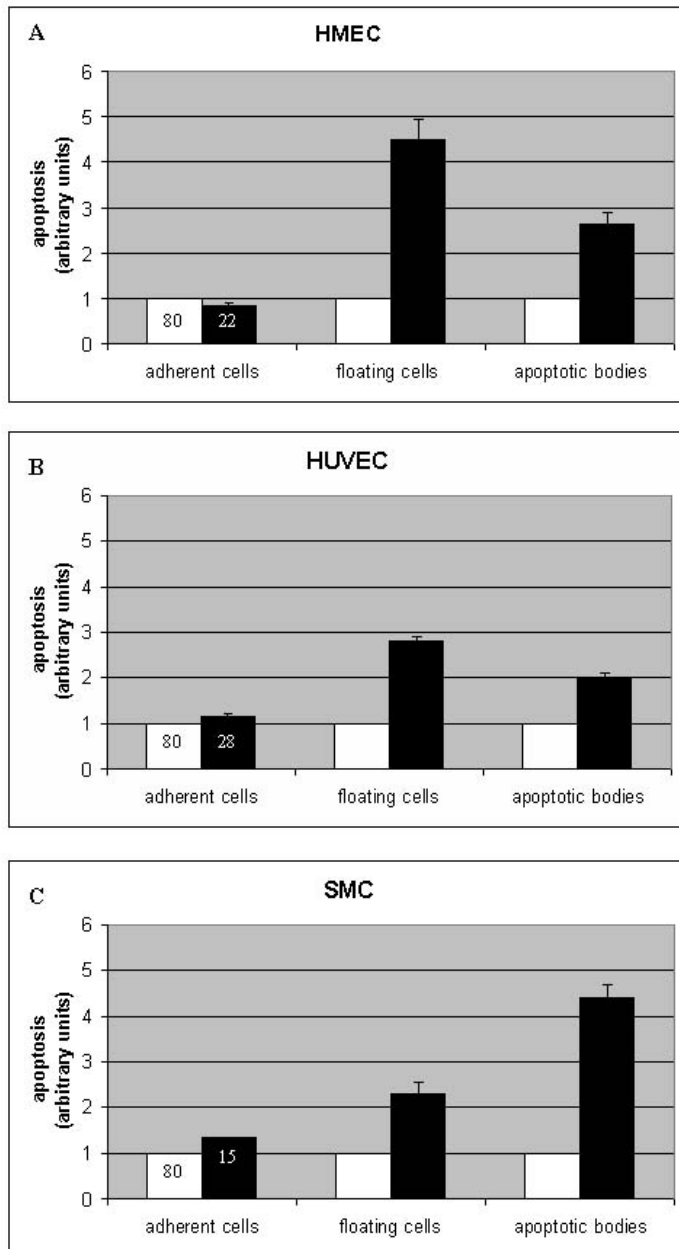 A
HMEC
apoptosis
(arbitrary units)
6
5
4
3
2
1
0
80
22
adherent cells
floating cells
apoptotic bodies
B
HUVEC
apoptosis
(arbitrary units)
6
5
4
3
2
1
0
80
28
adherent cells
floating cells
apoptotic bodies
C
SMC
apoptosis
(arbitrary units)
6
5
4
3
2
1
0
80
15
adherent cells
floating cells
apoptotic bodies